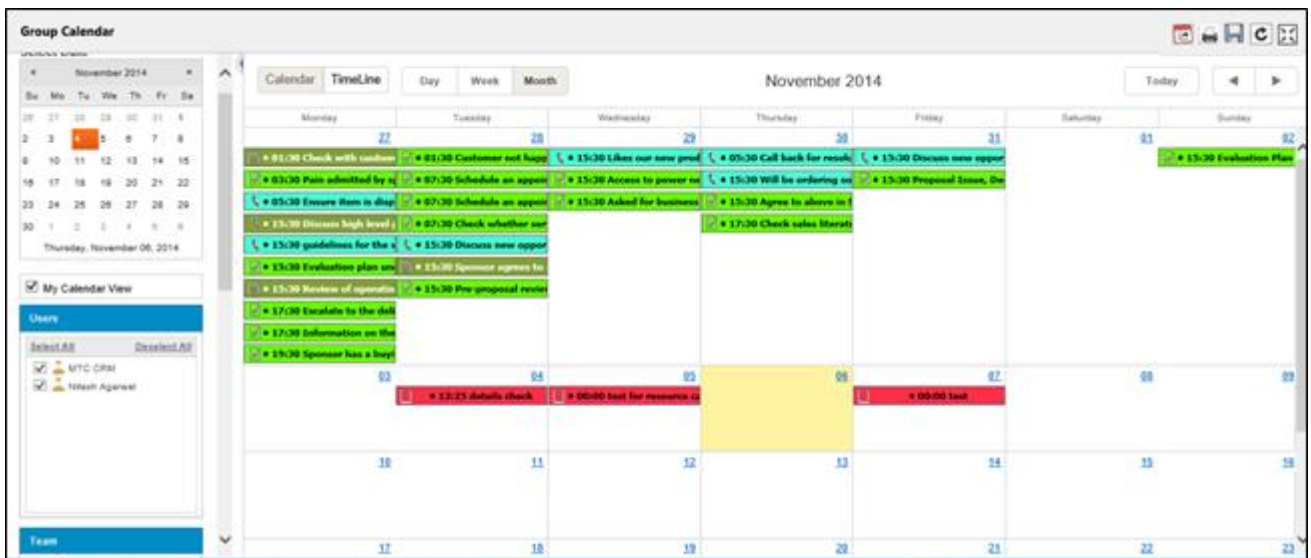 Group Calendar
November 2014
Su Mo Tu We Th Fr Sa
26 27 28 29 30 31 1
2 3 4 5 6 7 8
9 10 11 12 13 14 15
16 17 18 19 20 21 22
23 24 25 26 27 28 29
30 1 2 3 4 5 6
Thursday, November 06, 2014
My Calendar View
Users
Select All Deselect All
MTC CRM
Nitesh Agarwal
Team
Calendar TimeLine Day Week Month November 2014 Today
Monday Tuesday Wednesday Thursday Friday Saturday Sunday
27 28 29 30 31 01 02
01:30 Check with custom
01:30 Customer not happ
15:30 Likes our new prod
05:30 Call back for resolu
15:30 Discuss new oppor
15:30 Evaluation Plan
03:30 Pain admitted by
07:30 Schedule an appoi
15:30 Access to power
15:30 Will be ordering
15:30 Proposal Issue,
05:30 Ensure item is disp
07:30 Schedule an appoi
15:30 Asked for business
15:30 Agree to above in
15:30 Discuss high level
07:30 Check whether ser
17:30 Check sales literat
15:30 guidelines for the
15:30 Discuss new oppor
15:30 Evaluation plan
15:30 Sponsor agrees to
15:30 Review of operatin
15:30 Pre-proposal revie
17:30 Escalate to the
17:30 Information on the
19:30 Sponsor has a
03 04 05 06 07 08 09
12:25 details check
00:00 test for resource ca
00:00 test
10 11 12 13 14 15 16
17 18 19 20 21 22 23